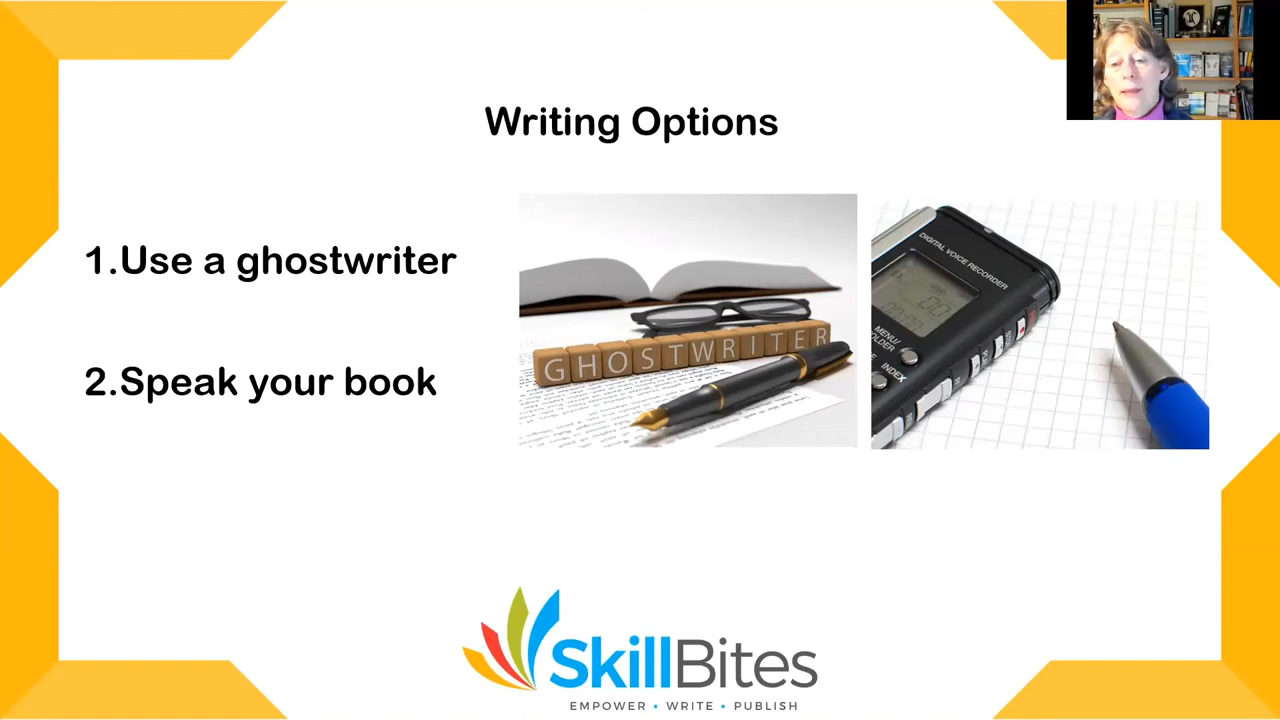 Writing Options
1.Use a ghostwriter
2.Speak your book
GHOSTWRITER
DIGITAL VOICE RECORDER
MENU/
INDEX
SkillBites
EMPOWER • WRITE • PUBLISH